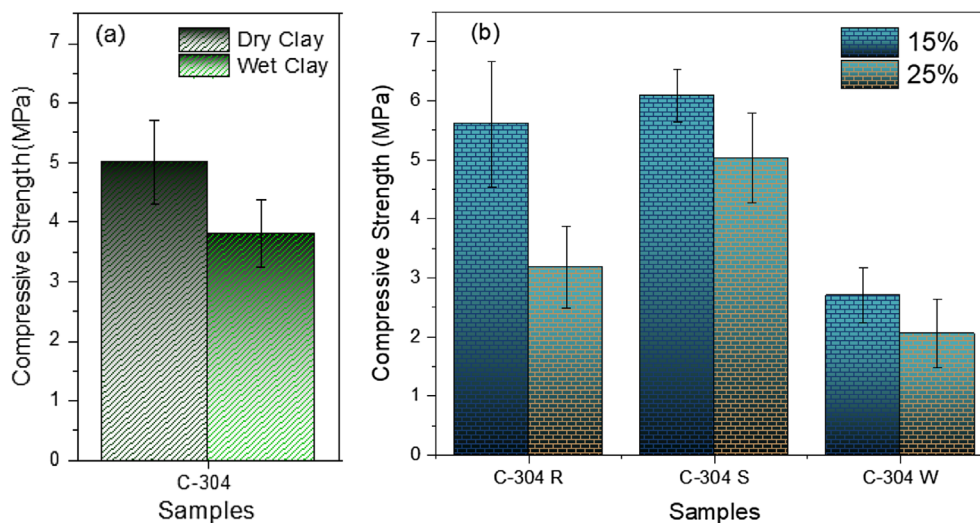 (a)
Dry Clay
Wet Clay
Compressive Strength(MPa)
7
6
5
4
3
2
1
0
C-304
Samples
(b)
15%
25%
Compressive Strength (MPa)
7
6
5
4
3
2
1
0
C-304 R
C-304 S
C-304 W
Samples